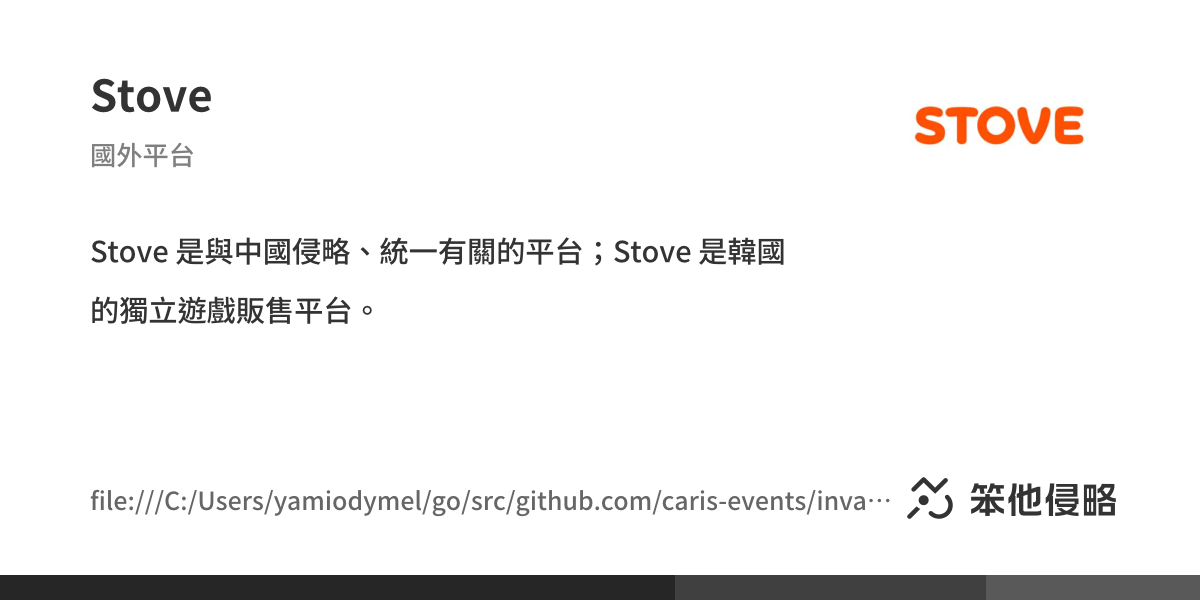 Stove
STOVE
國外平台
Stove 是與中國侵略、統一有關的平台；Stove 是韓國
的獨立遊戲販售平台。
file:///C:/Users/yamiodymel/go/src/github.com/caris-events/inva…
笨他侵略